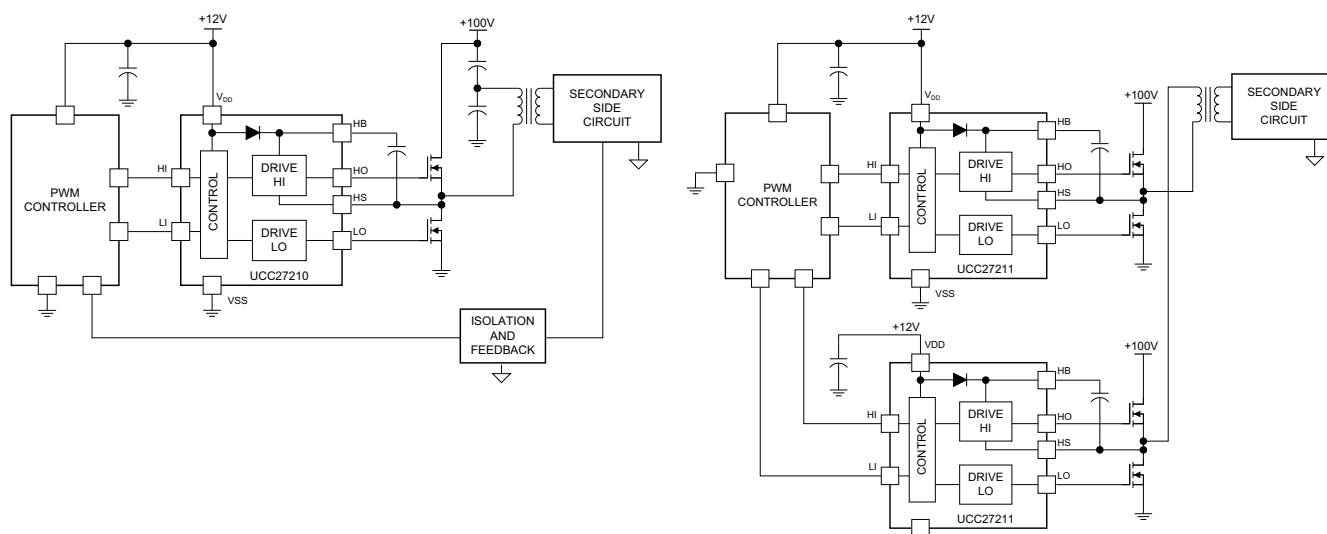 +12V
+100V
V_DD
SECONDARY
SIDE
CIRCUIT
HB
HI
DRIVE
HI
HO
PWM
CONTROLLER
CONTROL
HS
LI
DRIVE
LO
LO
UCC27210
VSS
ISOLATION
AND
FEEDBACK
+12V
V_DD
+100V
SECONDARY
SIDE
CIRCUIT
HB
HI
DRIVE
HI
HO
PWM
CONTROLLER
CONTROL
HS
LI
DRIVE
LO
LO
UCC27211
VSS
+12V
VDD
+100V
HB
HI
DRIVE
HI
HO
CONTROL
HS
LI
DRIVE
LO
LO
UCC27211